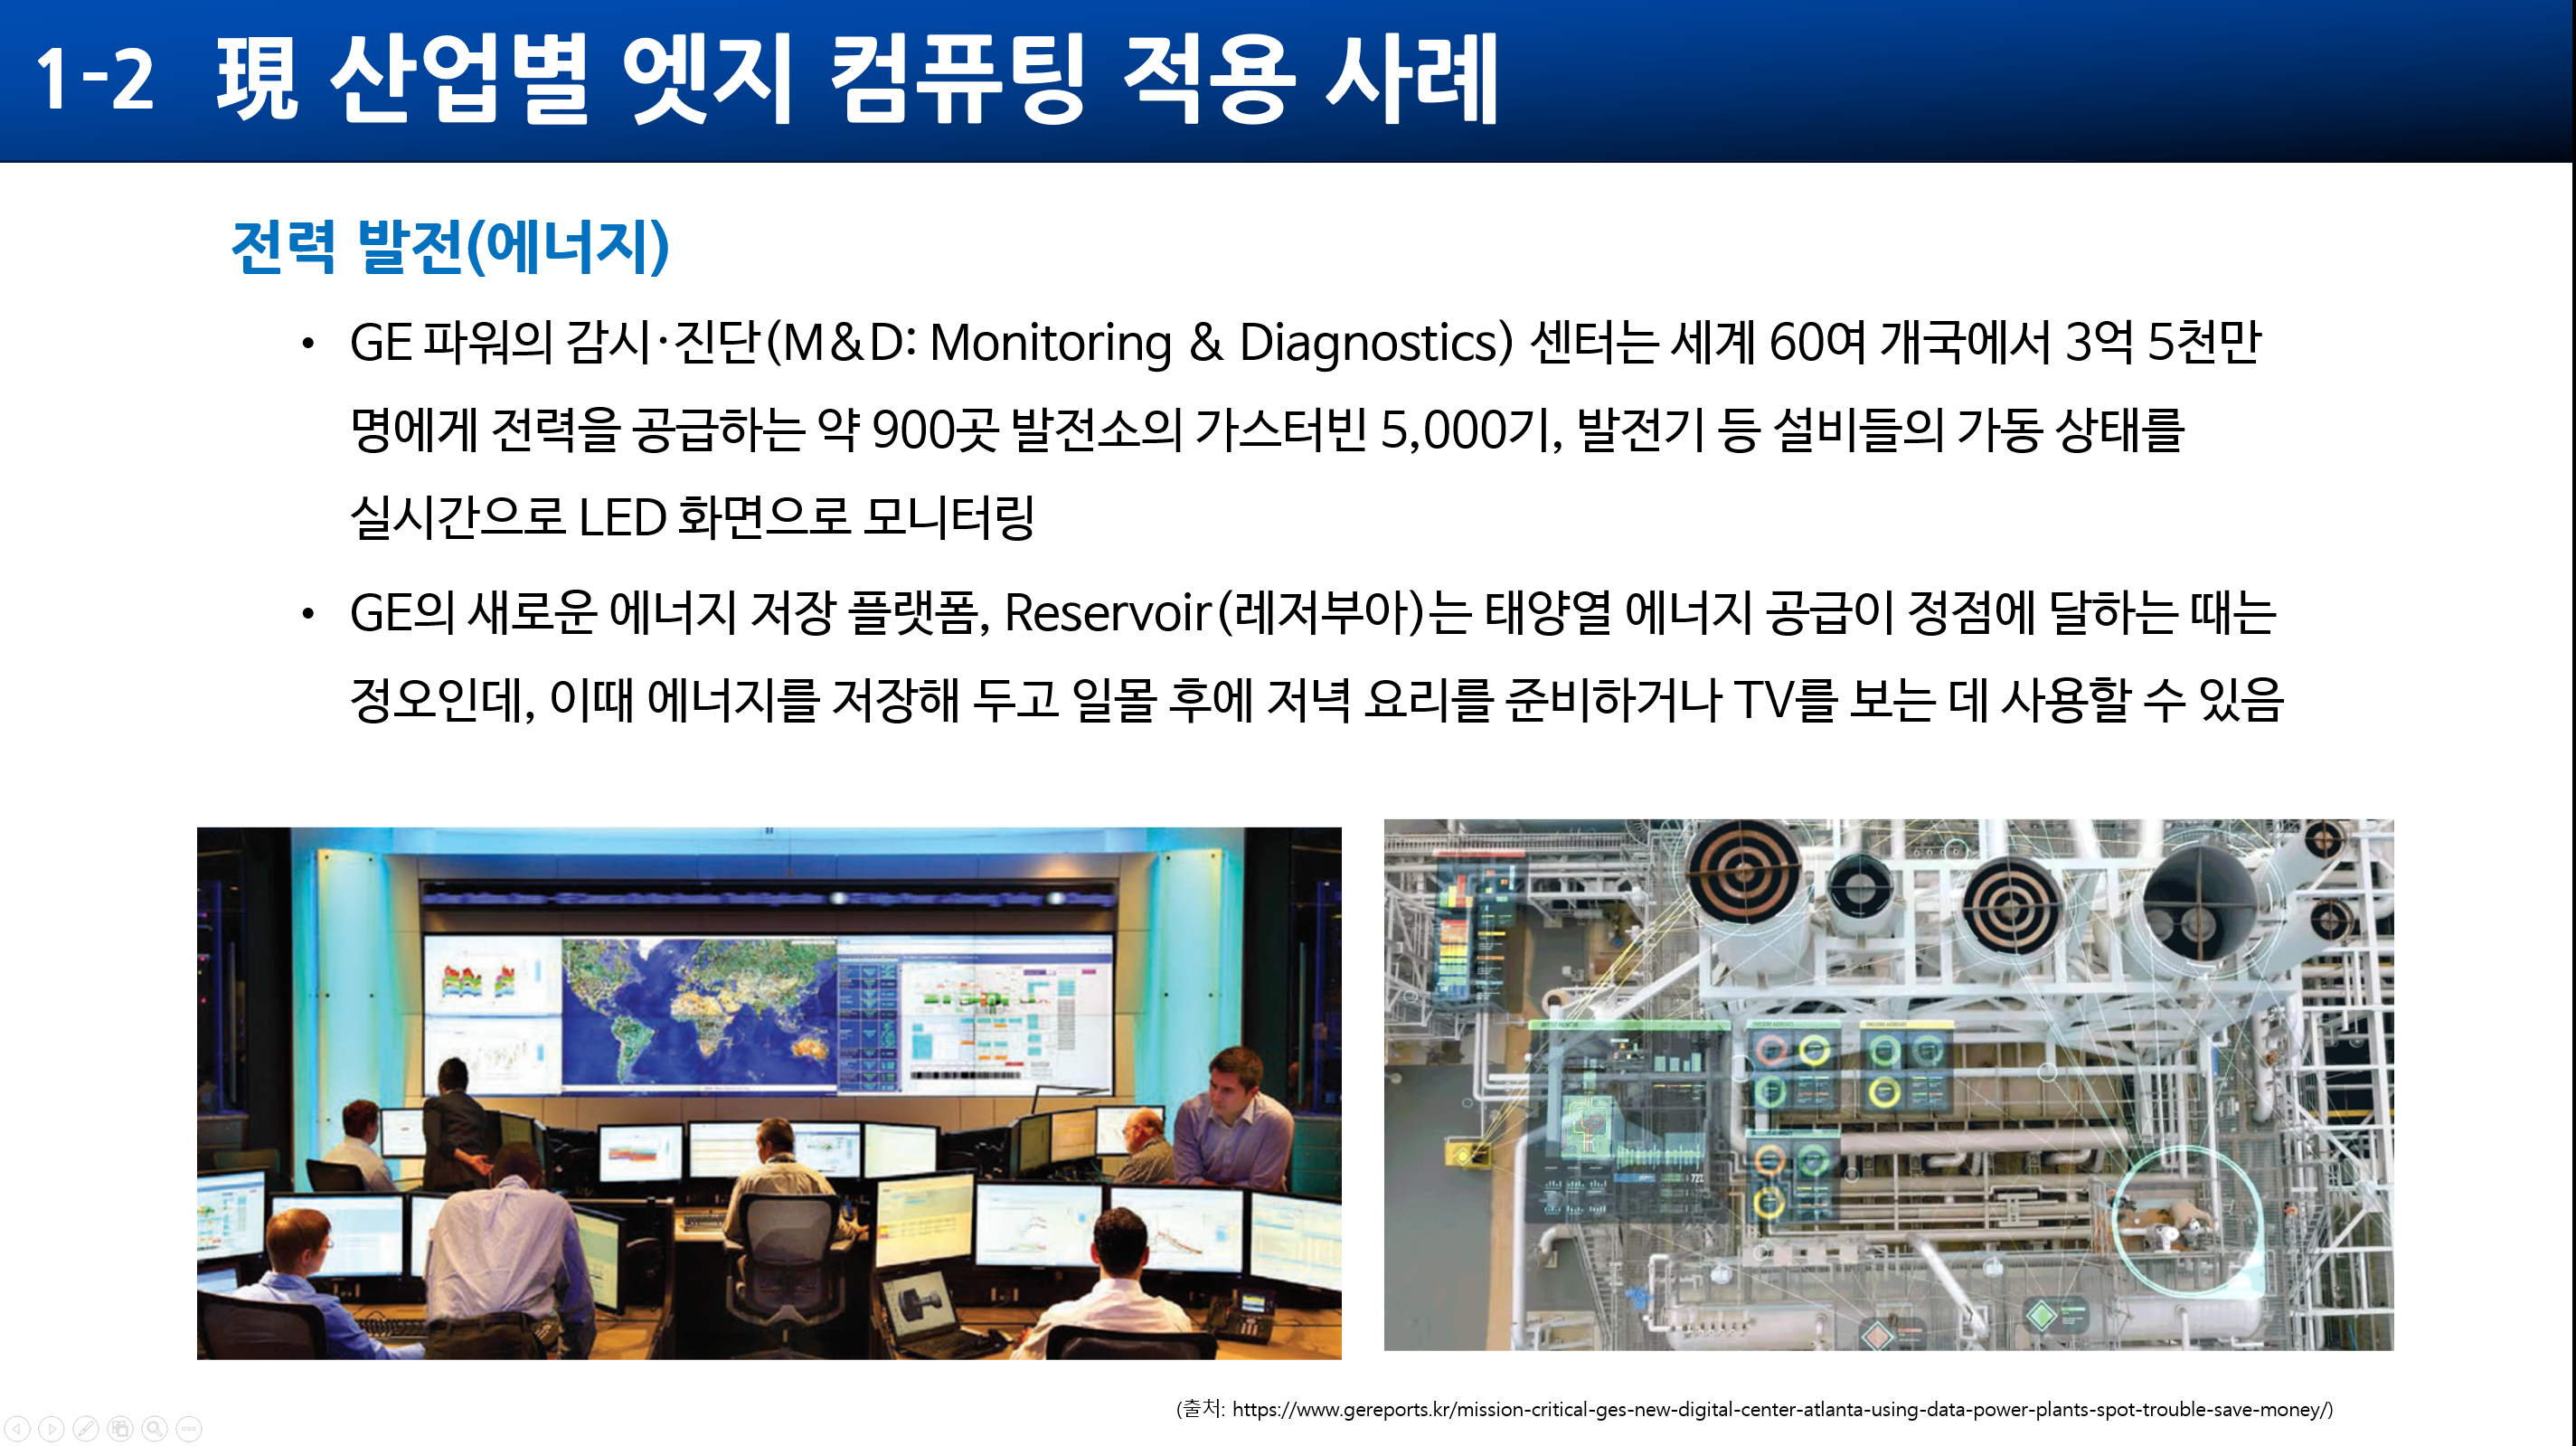 1-2 現 산업별 엣지 컴퓨팅 적용 사례
전력 발전(에너지)
• GE 파워의 감시·진단(M&D: Monitoring & Diagnostics) 센터는 세계 60여 개국에서 3억 5천만
명에게 전력을 공급하는 약 900곳 발전소의 가스터빈 5,000기, 발전기 등 설비들의 가동 상태를
실시간으로 LED 화면으로 모니터링
• GE의 새로운 에너지 저장 플랫폼, Reservoir(레저부아)는 태양열 에너지 공급이 정점에 달하는 때는
정오인데, 이때 에너지를 저장해 두고 일몰 후에 저녁 요리를 준비하거나 TV를 보는 데 사용할 수 있음
(출처: https://www.gereports.kr/mission-critical-ges-new-digital-center-atlanta-using-data-power-plants-spot-trouble-save-money/)